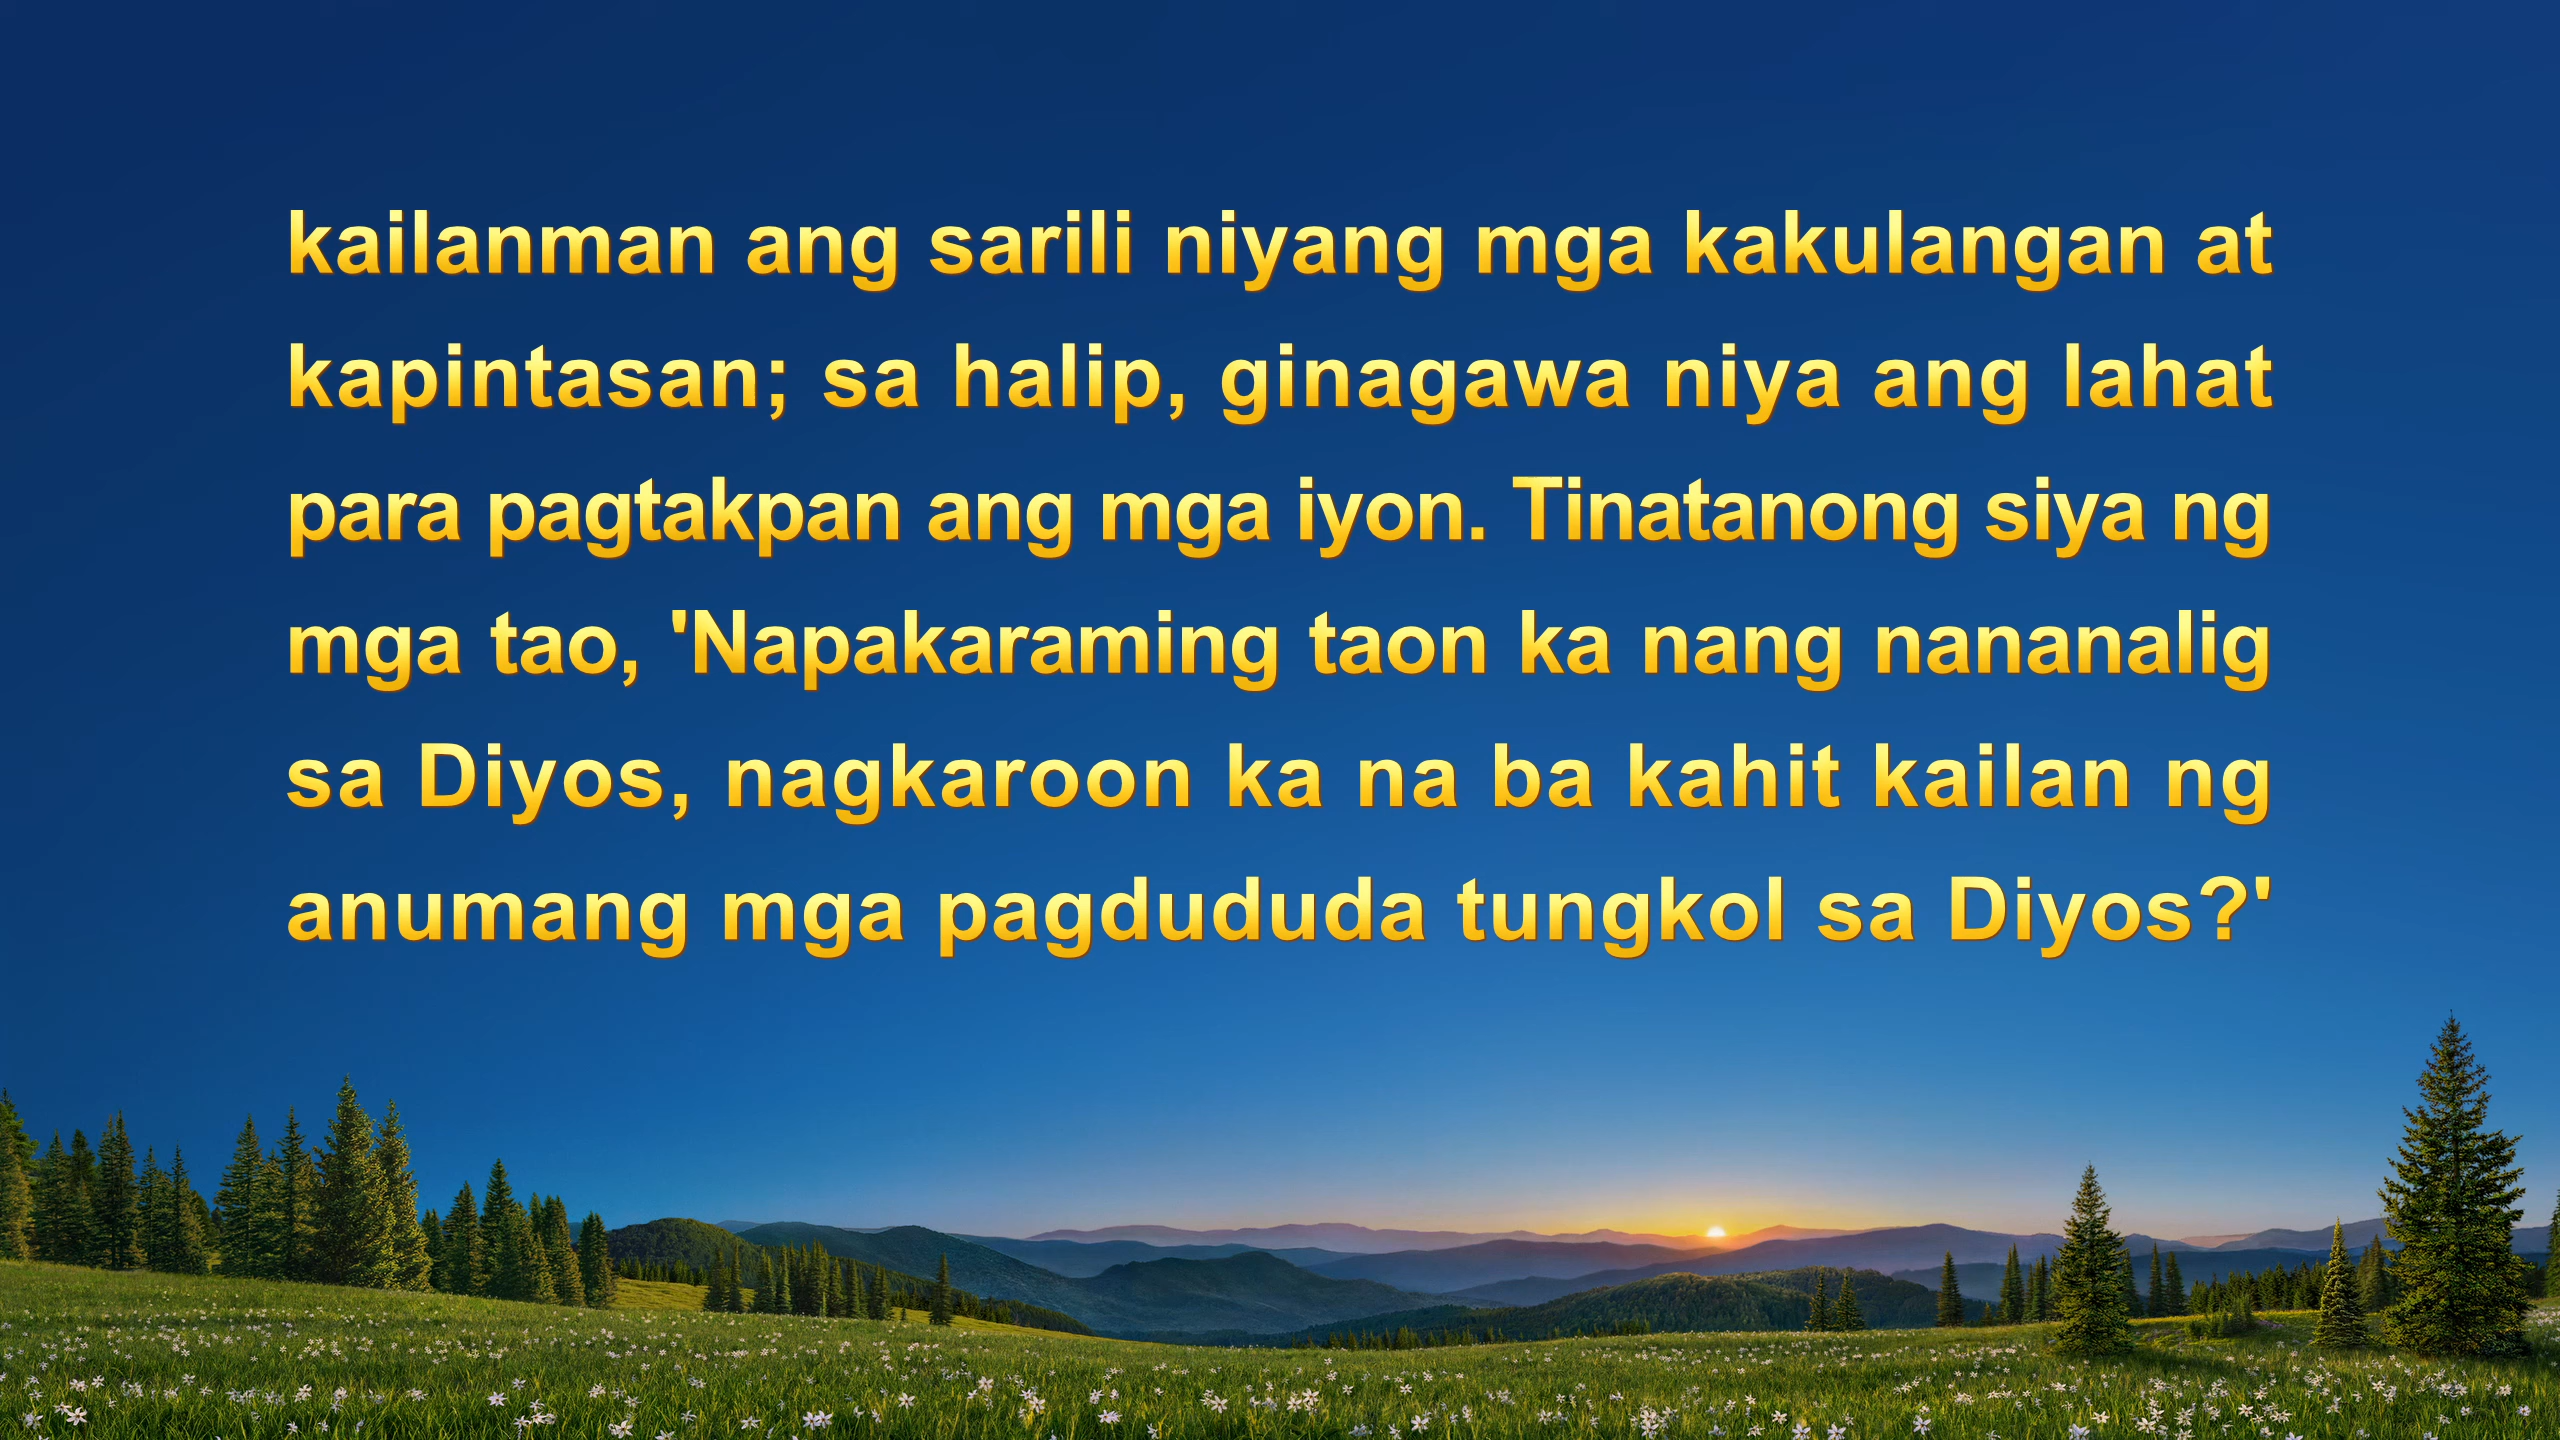 kailanman ang sarili niyang mga kakulangan at
kapintasan; sa halip, ginagawa niya ang lahat
para pagtakpan ang mga iyon. Tinatanong siya ng
mga tao, 'Napakaraming taon ka nang nananalig
sa Diyos, nagkaroon ka na ba kahit kailan ng
anumang mga pagdududa tungkol sa Diyos?'